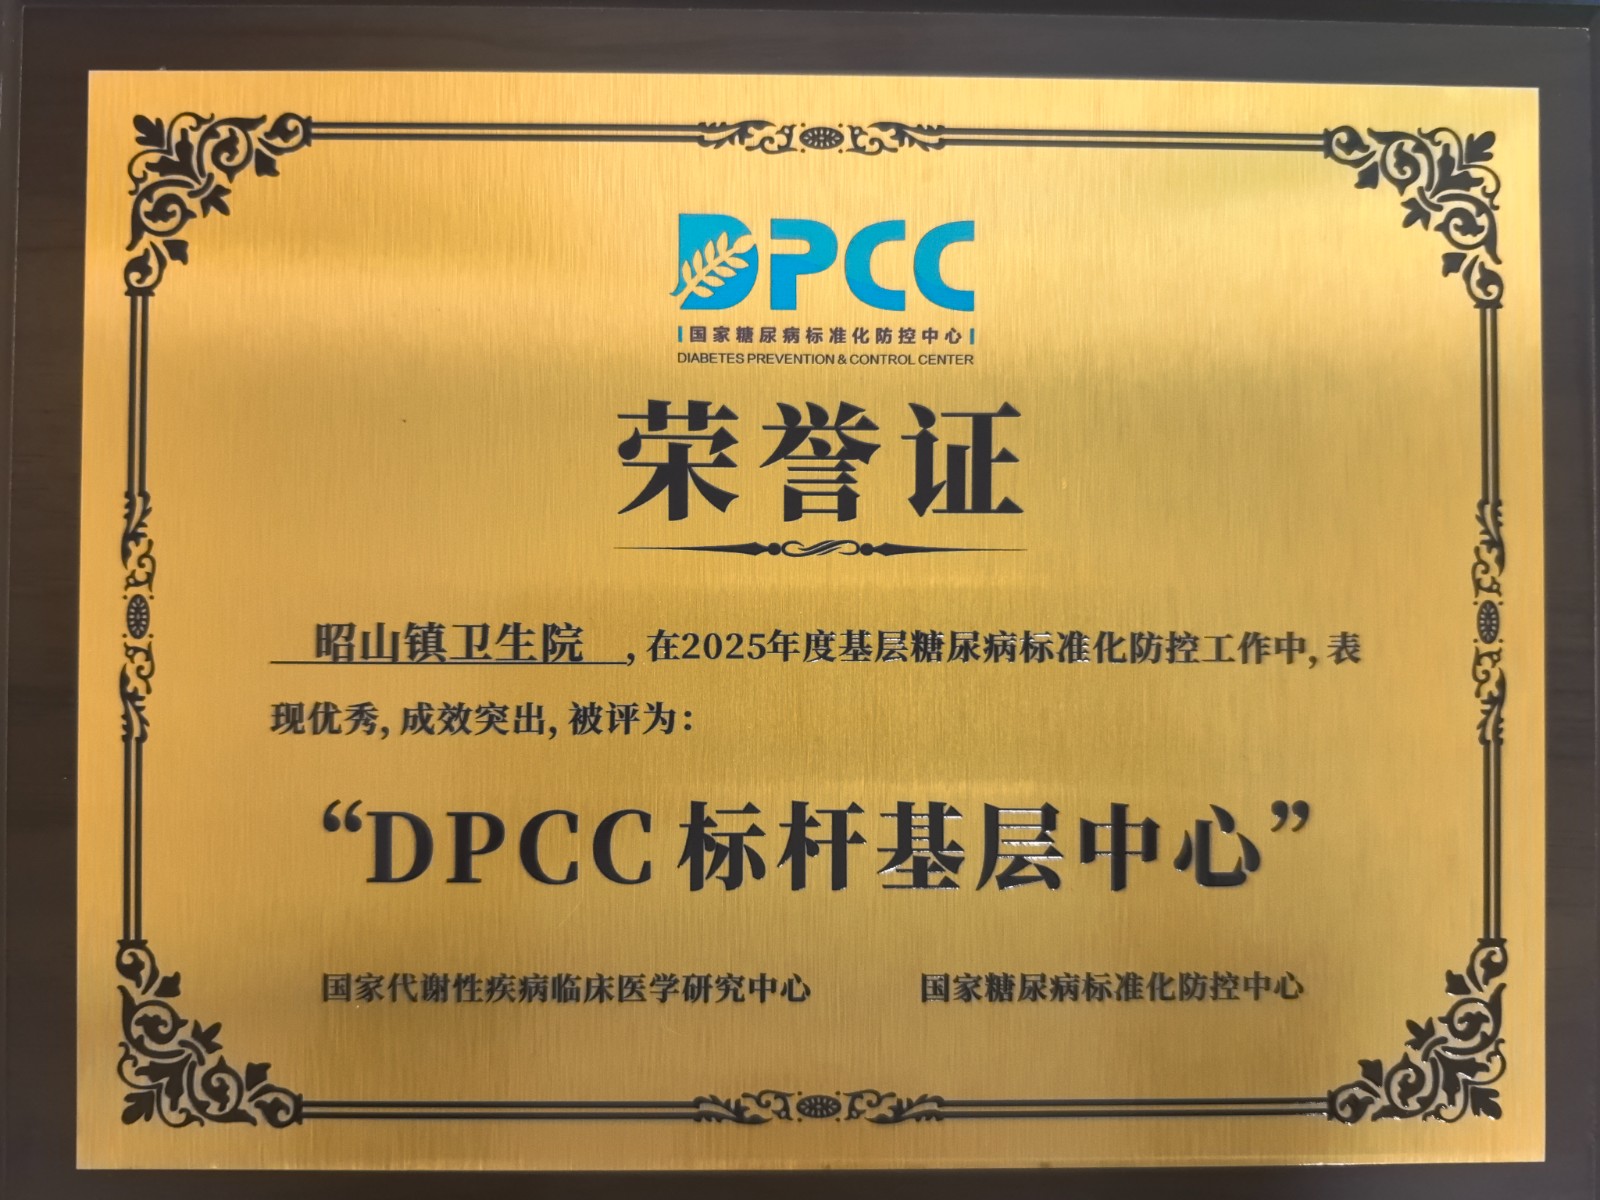 DPCC
国家糖尿病标准化防控中心
DIABETES PREVENTION & CONTROL CENTER
荣誉证
昭山镇卫生院,在2025年度基层糖尿病标准化防控工作中,表
现优秀,成效突出,被评为:
“DPCC标杆基层中心”
国家代谢性疾病临床医学研究中心 国家糖尿病标准化防控中心